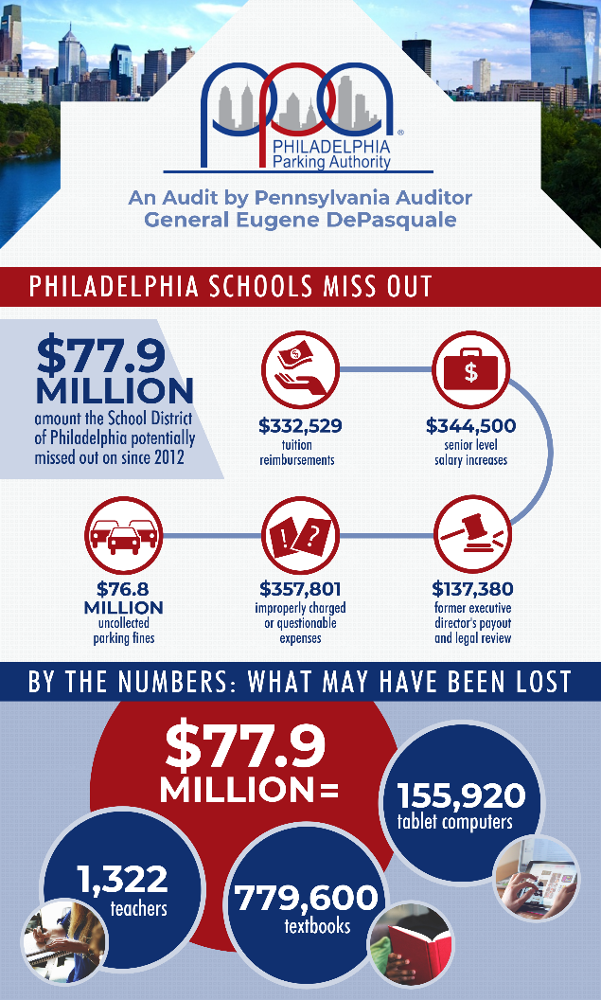 ppa
®
PHILADELPHIA
Parking Authority
An Audit by Pennsylvania Auditor
General Eugene DePasquale
PHILADELPHIA SCHOOLS MISS OUT
$77.9
MILLION
amount the School District
of Philadelphia potentially
missed out on since 2012
$
$332,529
tuition
reimbursements
$
$344,500
senior level
salary increases
$76.8
MILLION
uncollected
parking fines
! ?
$357,801
improperly charged
or questionable
expenses
$137,380
former executive
director's payout
and legal review
BY THE NUMBERS: WHAT MAY HAVE BEEN LOST
$77.9
MILLION=
155,920
tablet computers
1,322
teachers
779,600
textbooks